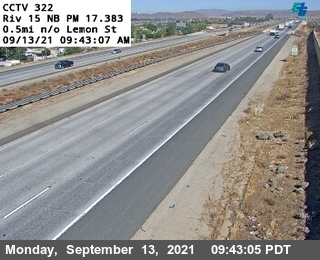 CCTV 322
Riv 15 NB PM 17.383
0.5mi n/o Lemon St
09/13/21 09:43:07 AM
Monday, September 13, 2021 09:43:05 PDT